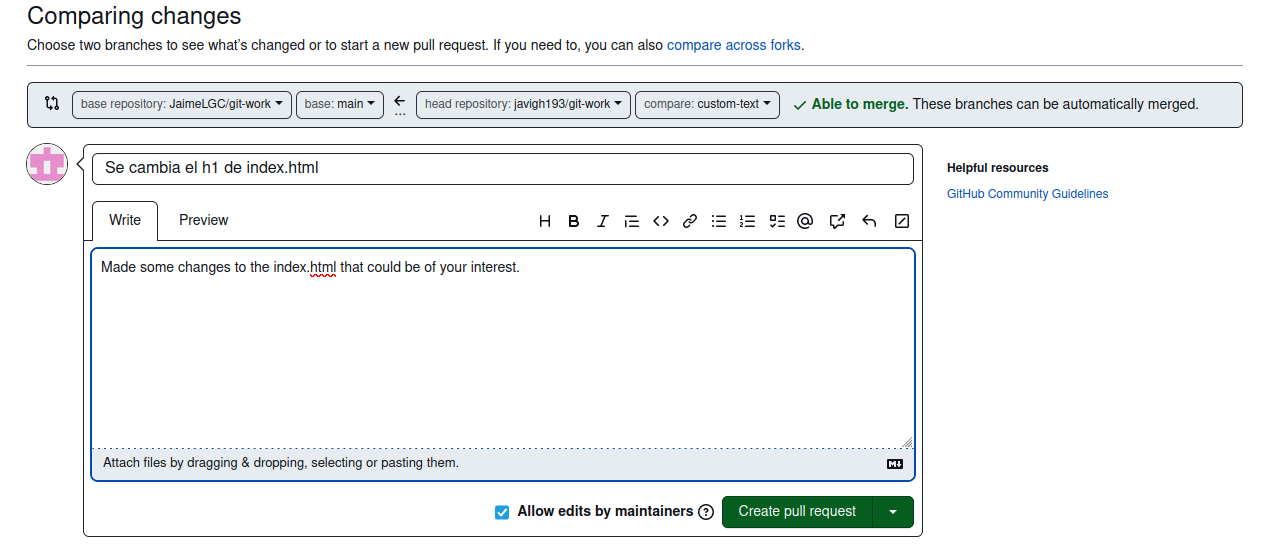 Comparing changes
Choose two branches to see what's changed or to start a new pull request. If you need to, you can also compare across forks.
base repository: JaimeLGC/git-work base: main ... head repository: javigh193/git-work compare: custom-text Able to merge. These branches can be automatically merged.
Se cambia el h1 de index.html
Helpful resources
GitHub Community Guidelines
Write Preview
Made some changes to the index.html that could be of your interest.
Attach files by dragging & dropping, selecting or pasting them.
Allow edits by maintainers Create pull request